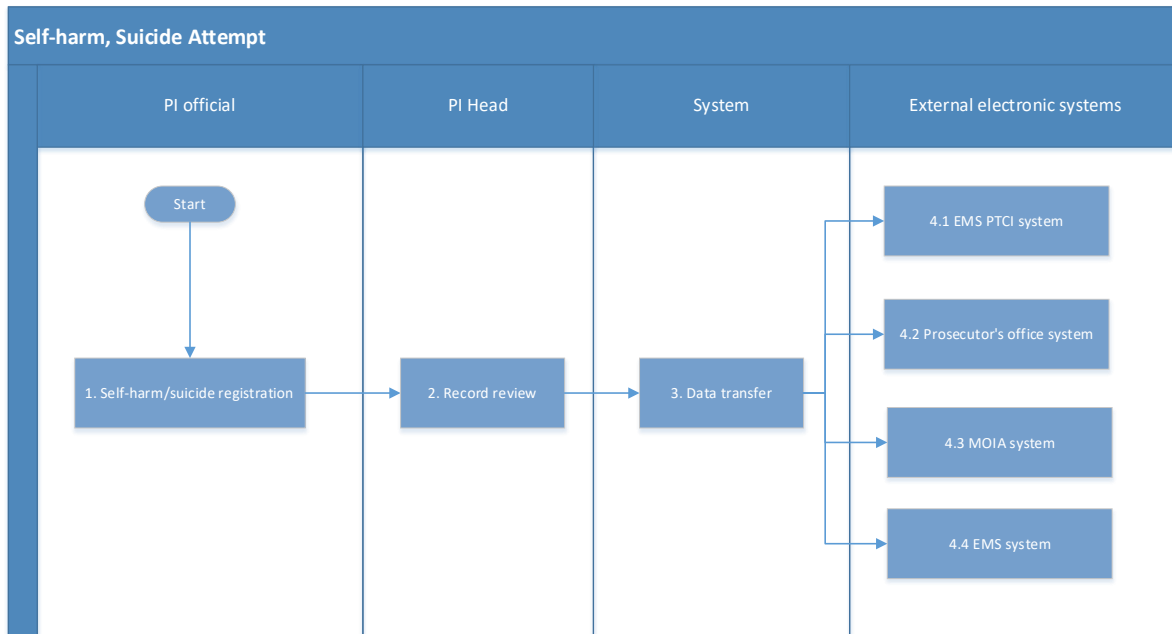 Self-harm, Suicide Attempt
PI official
PI Head
System
External electronic systems
Start
4.1 EMS PTCI system
4.2 Prosecutor's office system
1. Self-harm/suicide registration
2. Record review
3. Data transfer
4.3 MOIA system
4.4 EMS system